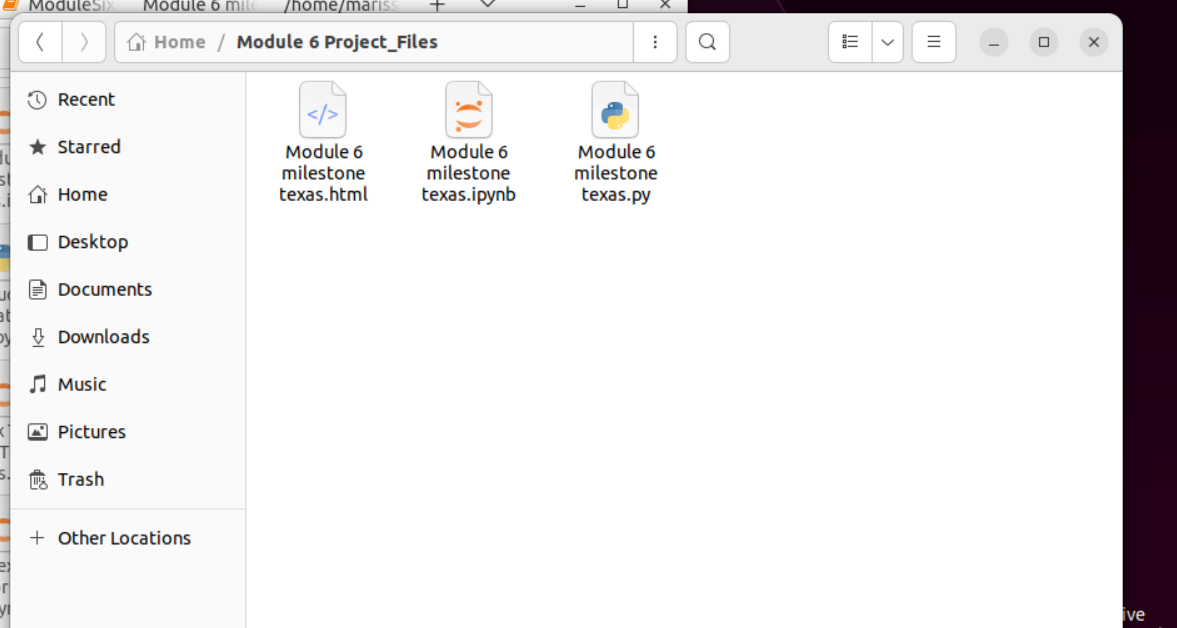 ModuleSix
Module 6 mile
/home/mariss
Home / Module 6 Project_Files
Recent
Starred
Home
Desktop
Documents
Downloads
Music
Pictures
Trash
+ Other Locations
</>
Module 6
milestone
texas.html
Module 6
milestone
texas.ipynb
Module 6
milestone
texas.py
ive